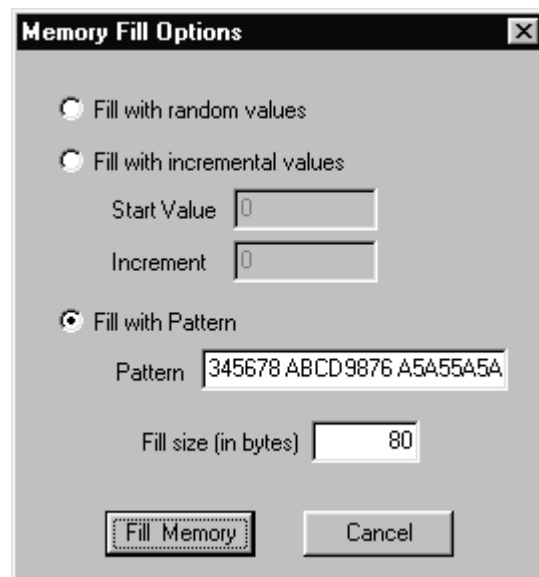 Memory Fill Options
Fill with random values
Fill with incremental values
Start Value 0
Increment 0
Fill with Pattern
Pattern 345678 ABCD9876 A5A55A5A
Fill size (in bytes) 80
Fill Memory Cancel